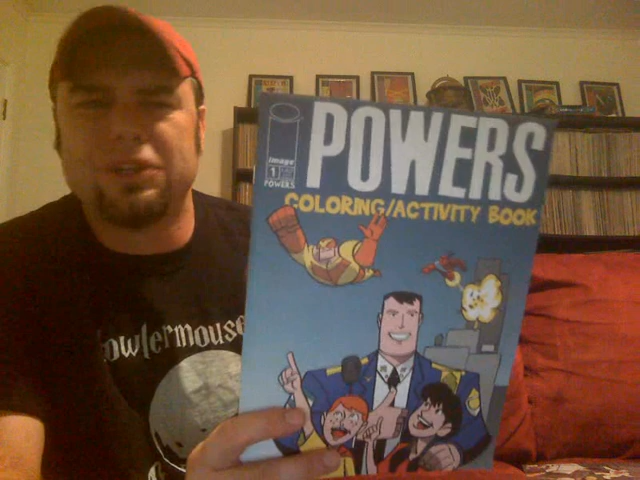 image
1
POWERS
POWERS
COLORING/ACTIVITY BOOK
owlermouse